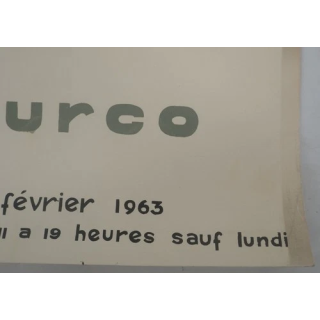 urco
février 1963
11 a 19 heures sauf lundi